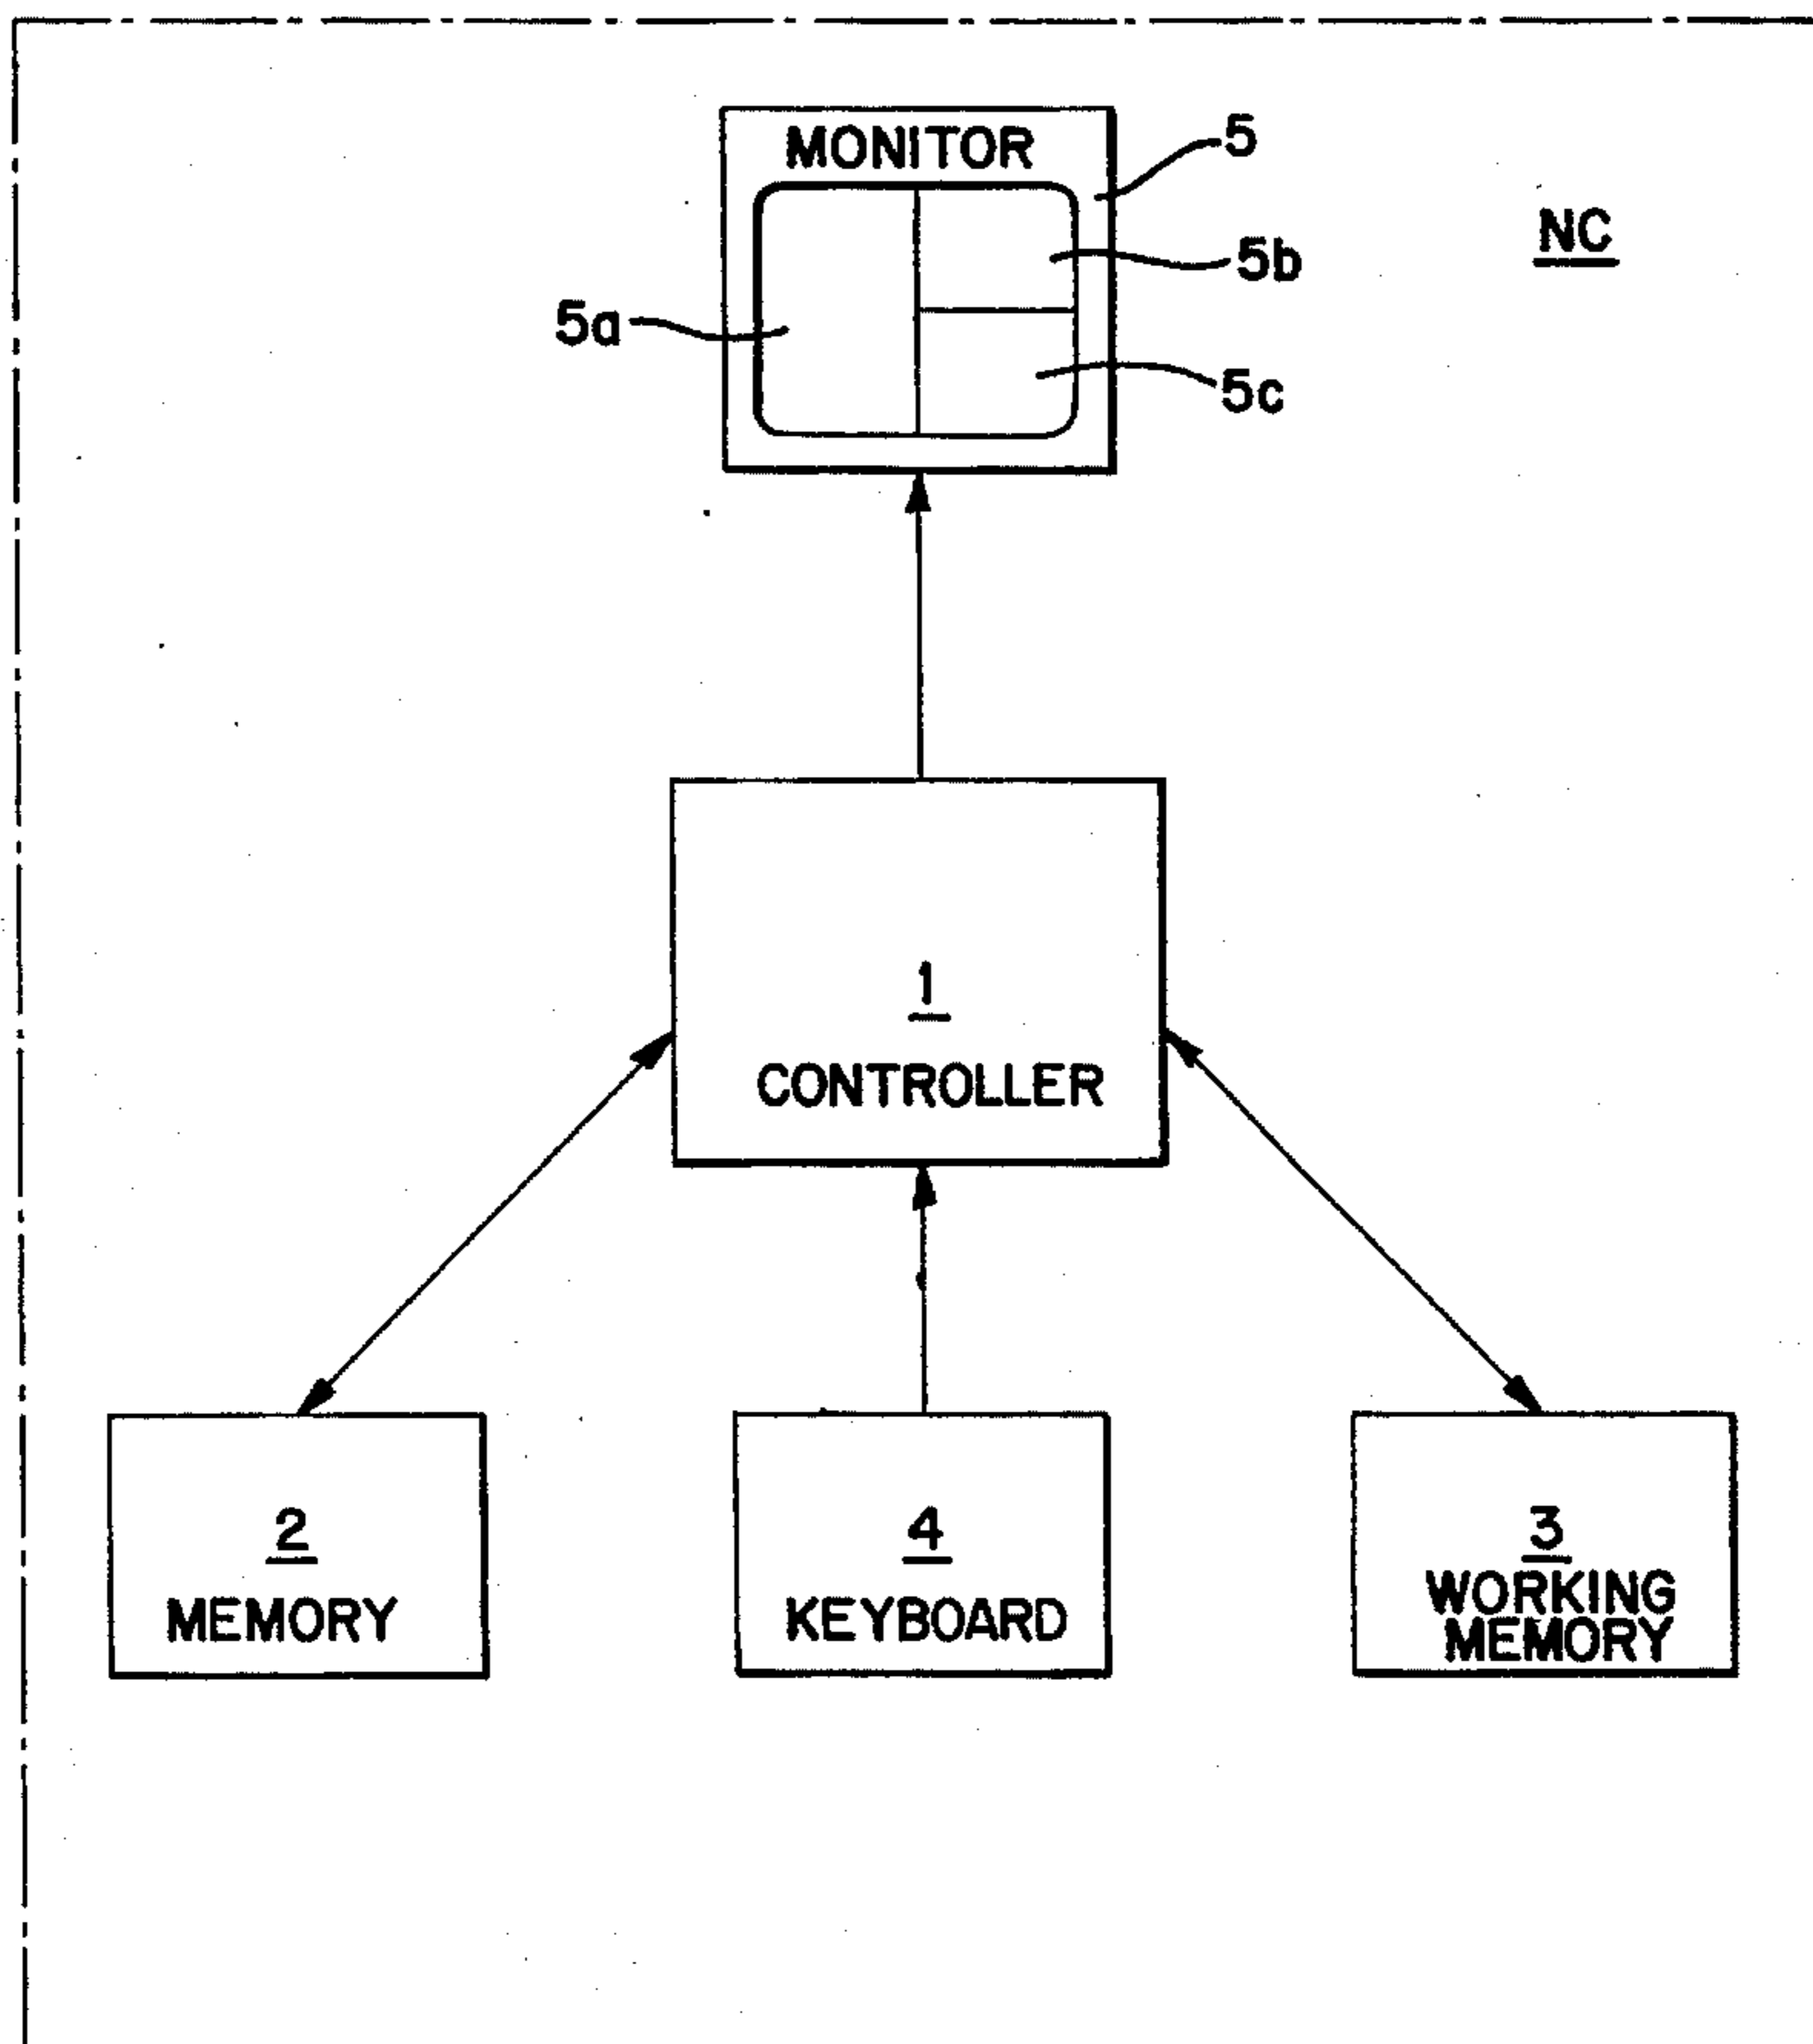 MONITOR
5
NC
5b
5a
5c
1
CONTROLLER
2
MEMORY
4
KEYBOARD
3
WORKING
MEMORY